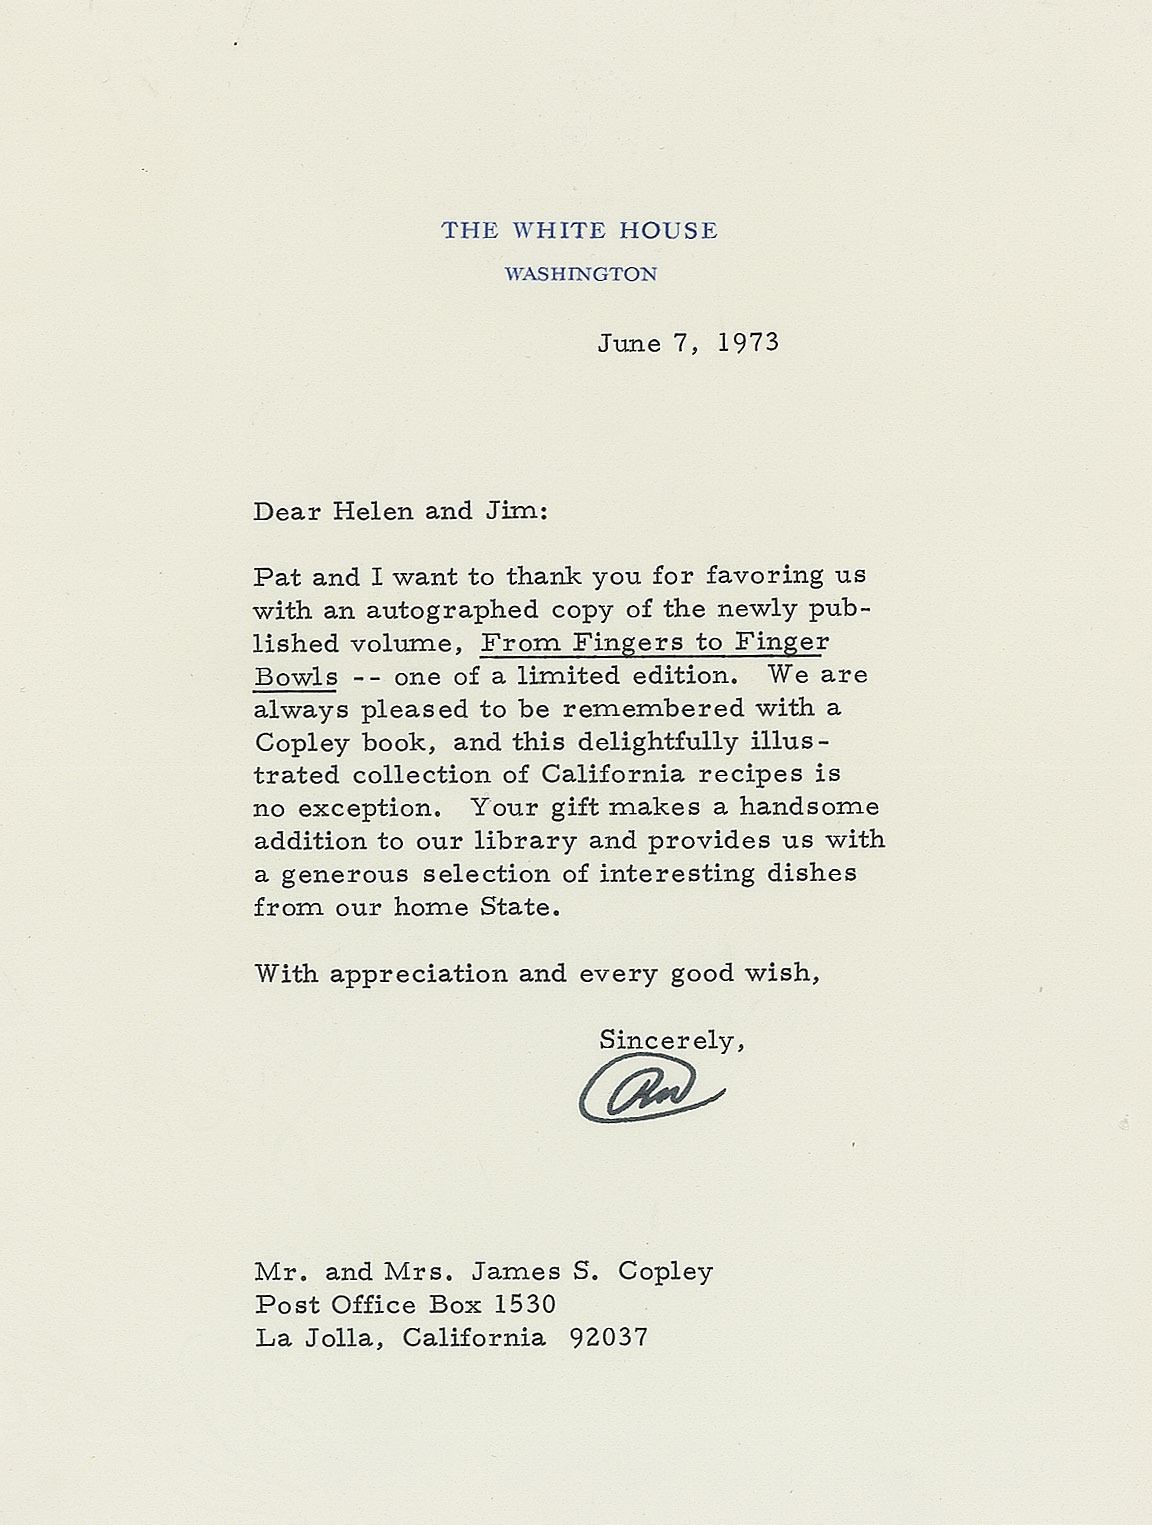 THE WHITE HOUSE
WASHINGTON
June 7, 1973
Dear Helen and Jim:
Pat and I want to thank you for favoring us
with an autographed copy of the newly pub-
lished volume, From Fingers to Finger
Bowls -- one of a limited edition. We are
always pleased to be remembered with a
Copley book, and this delightfully illus-
trated collection of California recipes is
no exception. Your gift makes a handsome
addition to our library and provides us with
a generous selection of interesting dishes
from our home State.
With appreciation and every good wish,
Sincerely,
RN
Mr. and Mrs. James S. Copley
Post Office Box 1530
La Jolla, California 92037